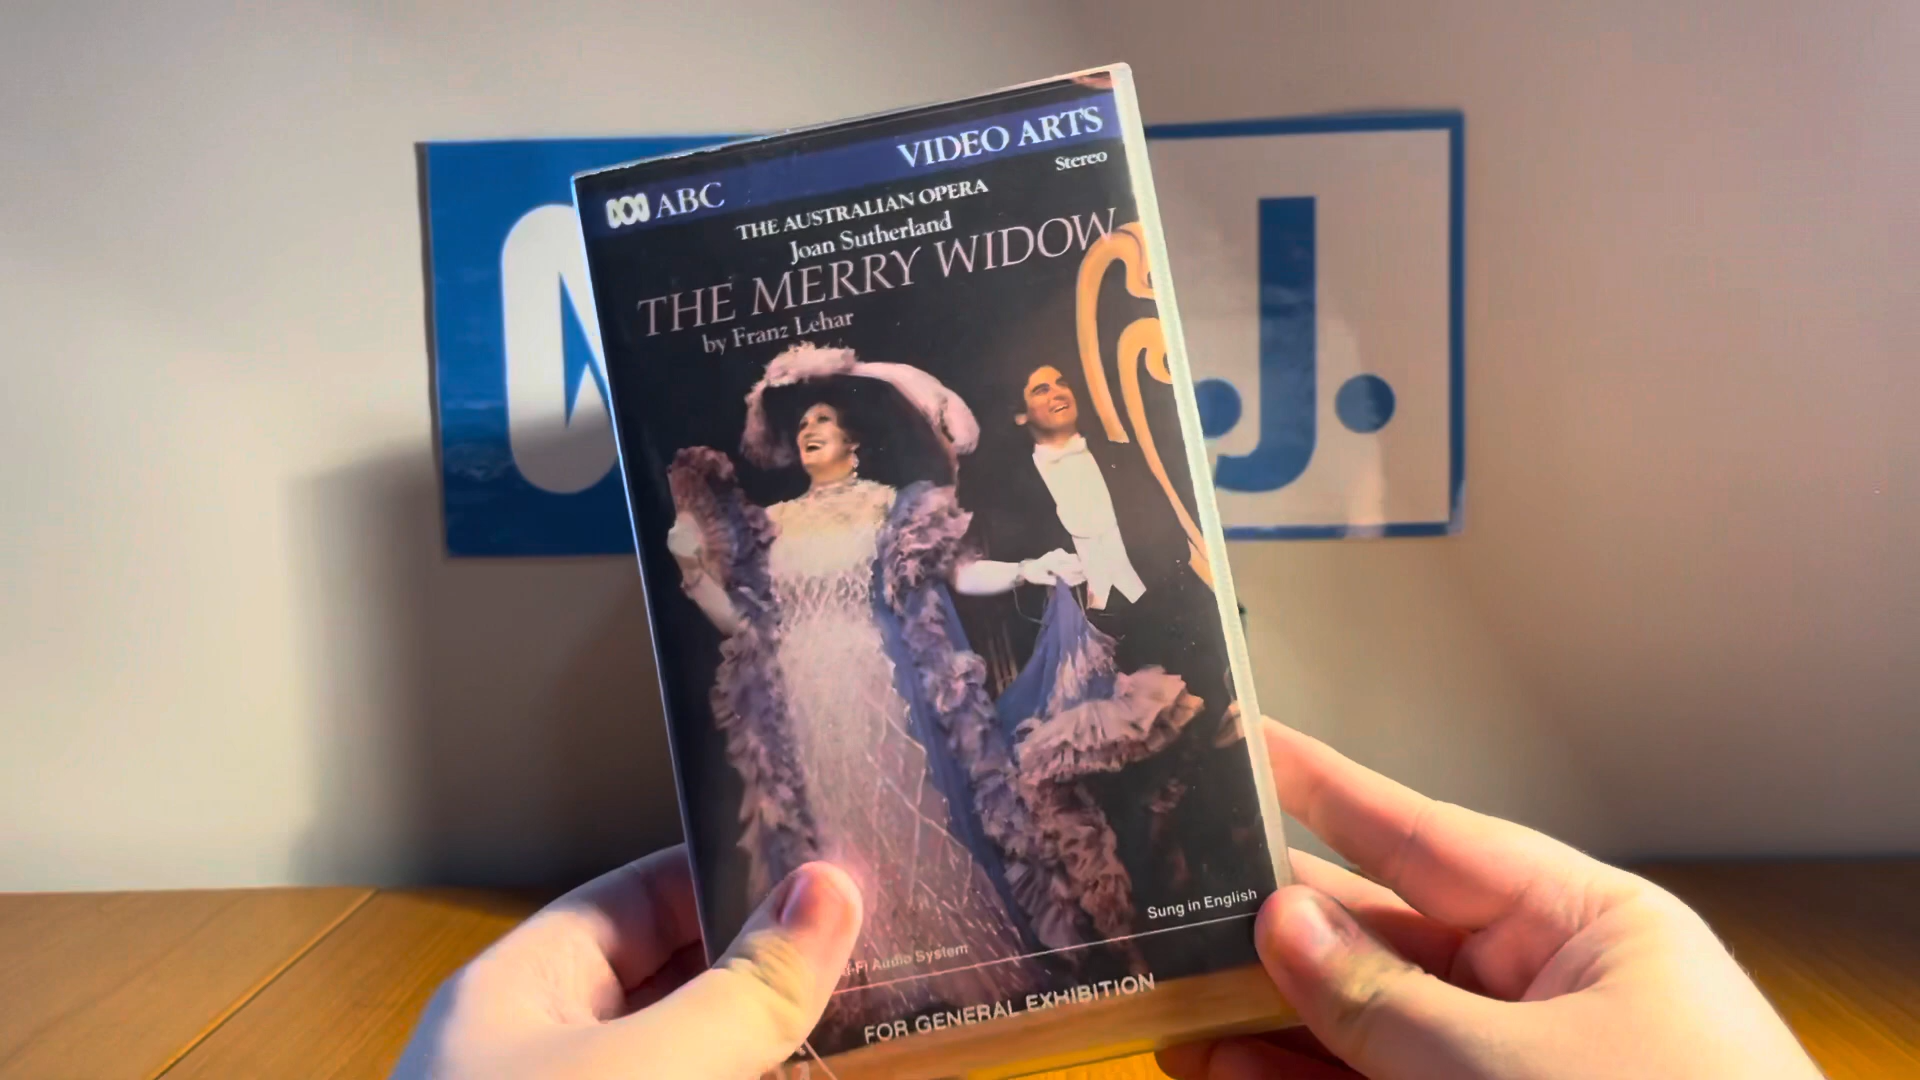 VIDEO ARTS
ABC
Stereo
THE AUSTRALIAN OPERA
Joan Sutherland
THE MERRY WIDOW
by Franz Lehar
J.
Sung in English
Audio System
FOR GENERAL EXHIBITION